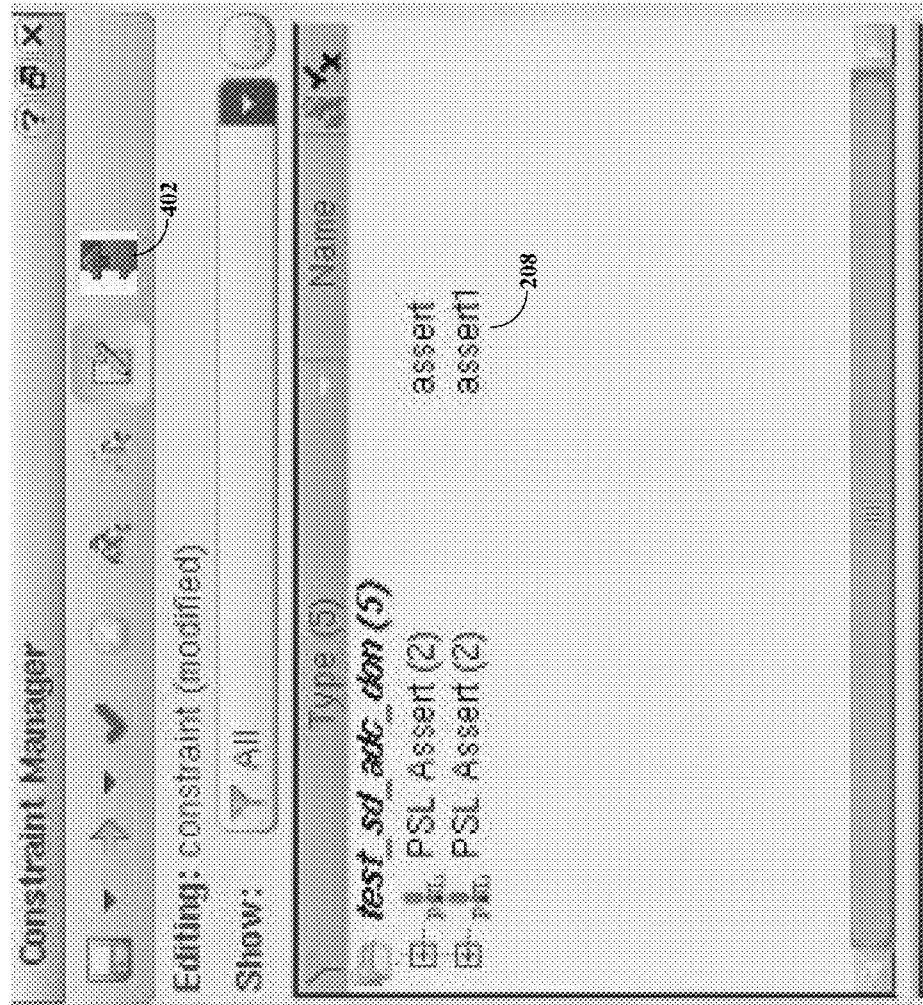 Constraint Manager ? X
402
Editing: constraint (modified)
Show: All
Type (5) Name
test_sd_adc_don (5)
PSL Assert (2) assert
PSL Assert (2) assert1
208